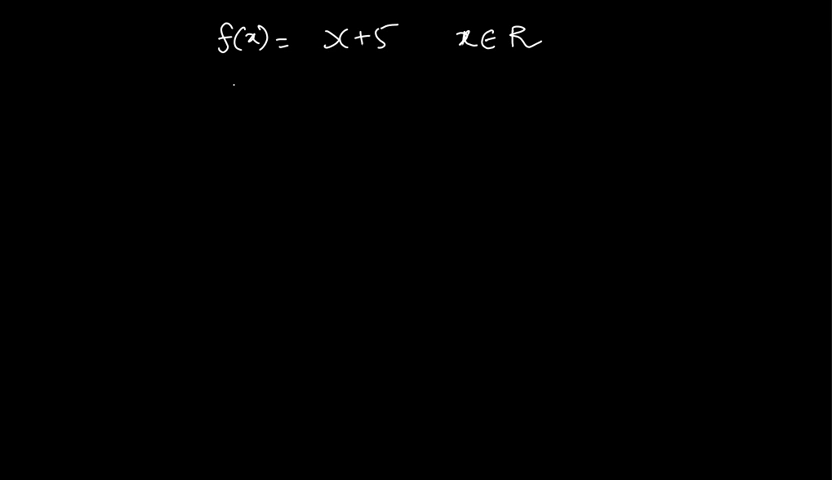 f(x) = x+5 x ∈ R